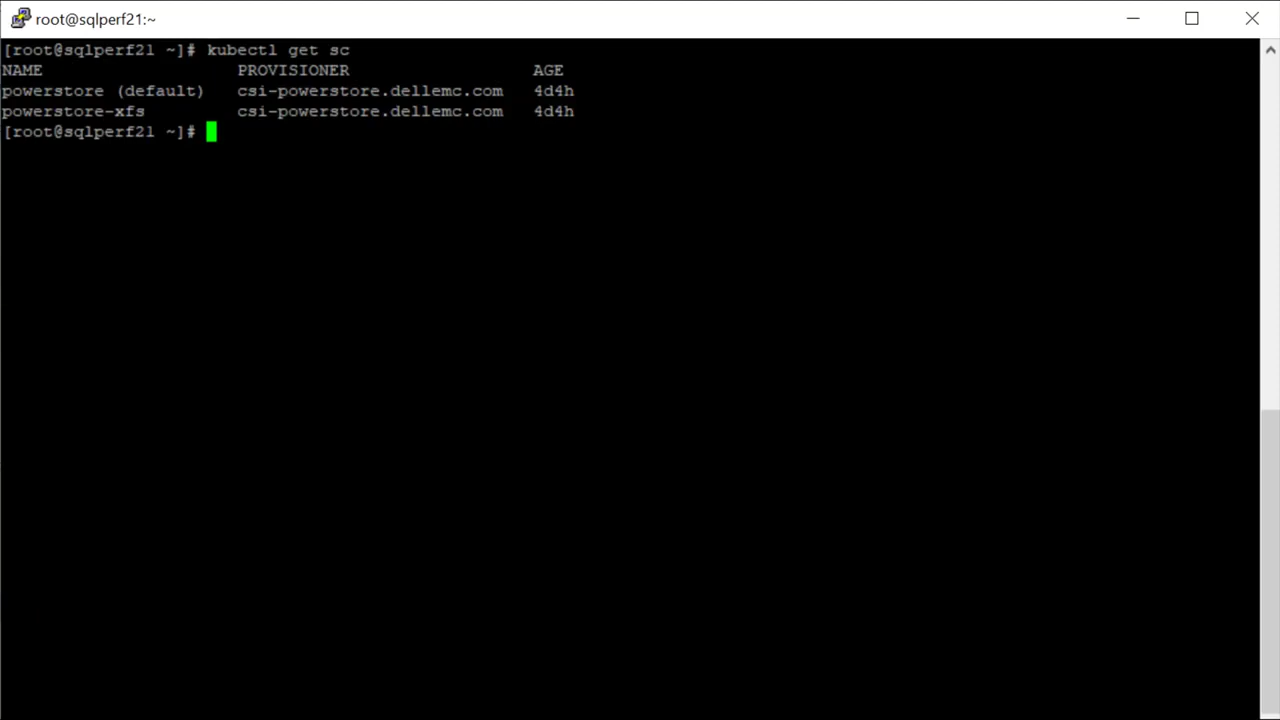 root@sqlperf21:~
[root@sqlperf21 ~]# kubectl get sc
NAME                   PROVISIONER                  AGE
powerstore (default)   csi-powerstore.dellemc.com   4d4h
powerstore-xfs         csi-powerstore.dellemc.com   4d4h
[root@sqlperf21 ~]#